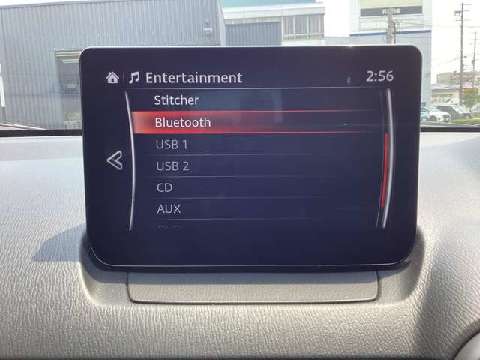 Entertainment 2:56
Stitcher
Bluetooth
USB 1
USB 2
CD
AUX